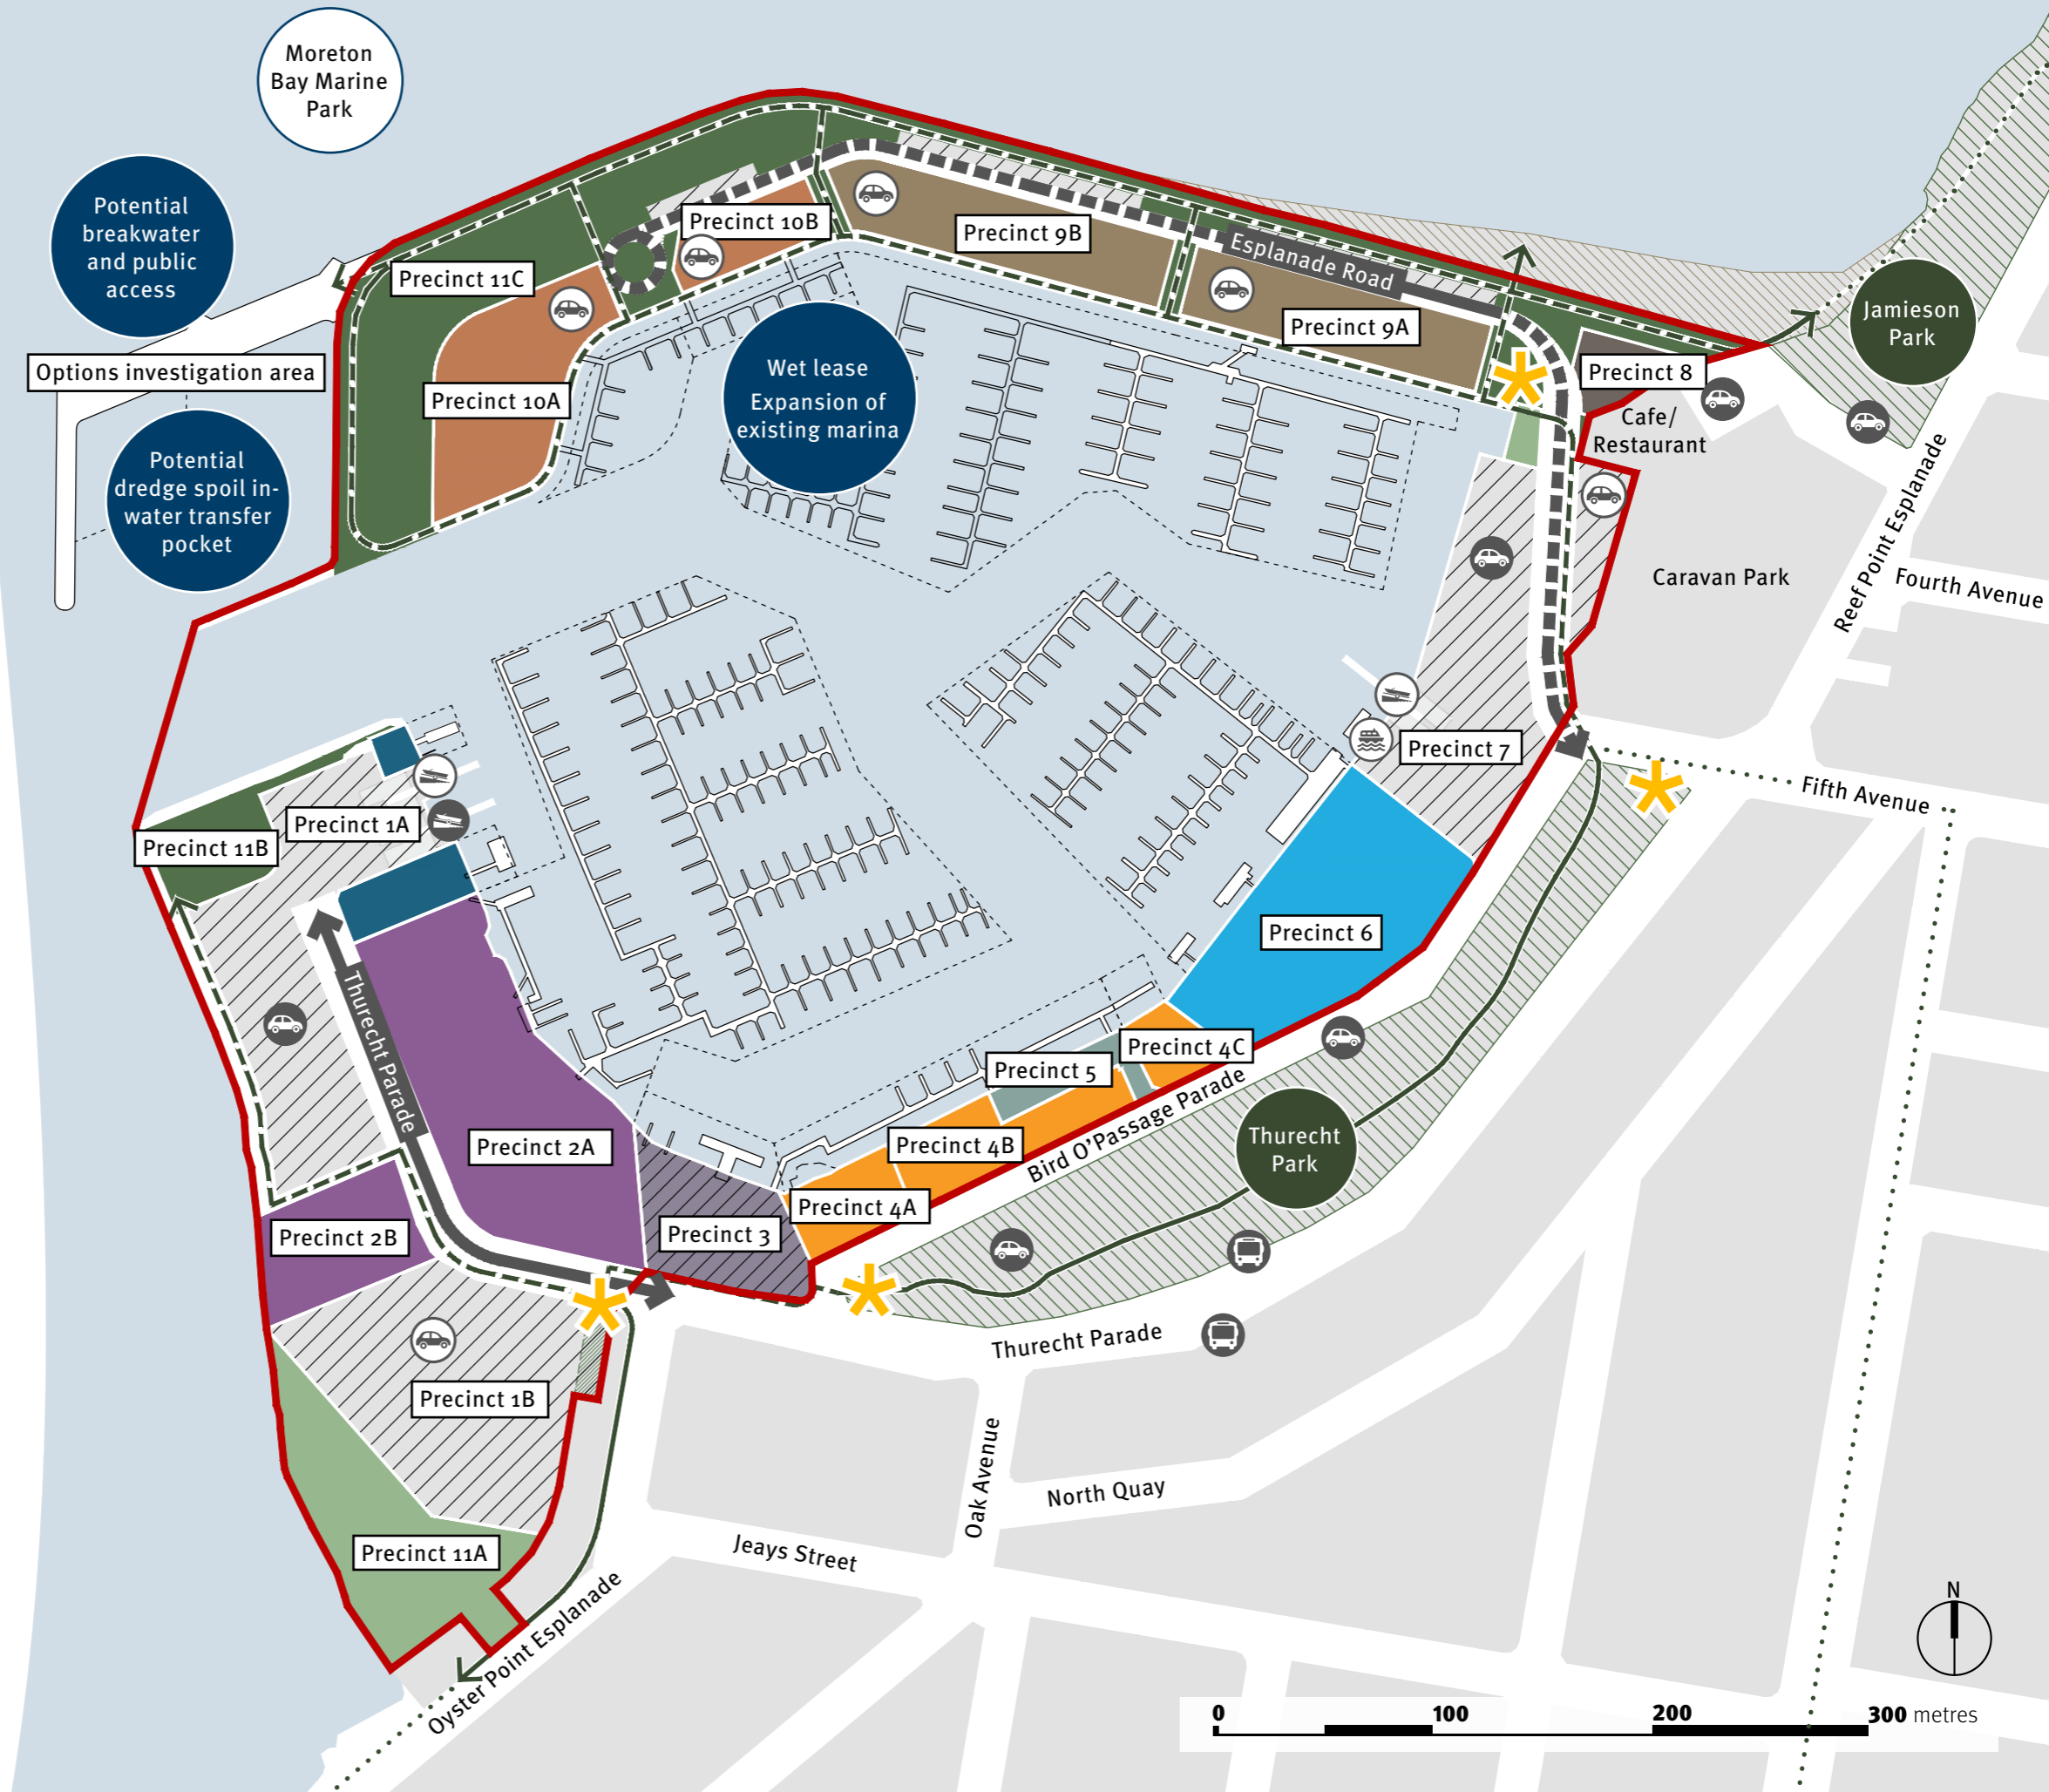 Moreton
Bay Marine
Park
Potential
breakwater
and public
access
Options investigation area
Potential
dredge spoil in-
water transfer
pocket
Precinct 11C
Precinct 10B
Precinct 9B
Esplanade Road
Precinct 9A
Precinct 10A
Wet lease
Expansion of
existing marina
Precinct 8
Jamieson
Park
Cafe/
Restaurant
Reef Point Esplanade
Caravan Park
Fourth Avenue
Precinct 7
Fifth Avenue
Precinct 1A
Precinct 11B
Precinct 6
Thurecht Parade
Precinct 4C
Precinct 5
Bird O'Passage Parade
Precinct 2A
Precinct 4B
Thurecht
Park
Precinct 4A
Precinct 3
Precinct 2B
Thurecht Parade
Precinct 1B
Oak Avenue
North Quay
Jeays Street
Precinct 11A
Oyster Point Esplanade
N
0 100 200 300 metres